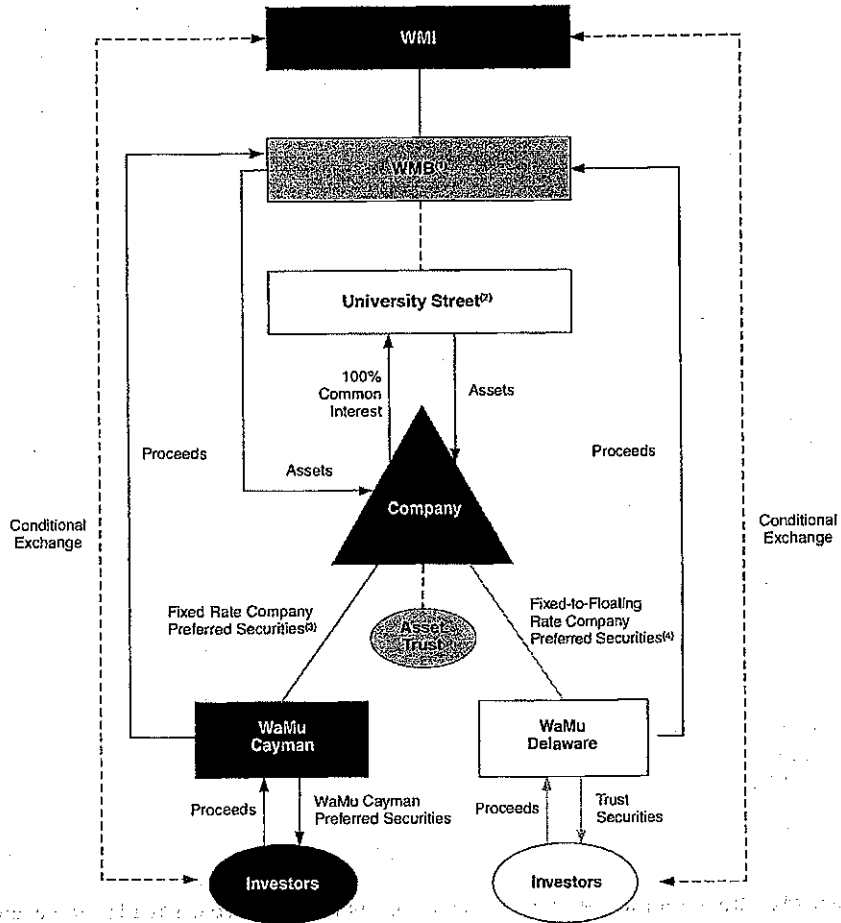 WMI
WMB(1)
University Street(2)
100%
Common
Interest
Assets
Proceeds
Assets
Proceeds
Company
Conditional
Exchange
Conditional
Exchange
Fixed Rate Company
Preferred Securities(3)
Fixed-to-Floating
Rate Company
Preferred Securities(4)
Asset
Trust
WaMu
Cayman
WaMu
Delaware
Proceeds
WaMu Cayman
Preferred Securities
Proceeds
Trust
Securities
Investors
Investors